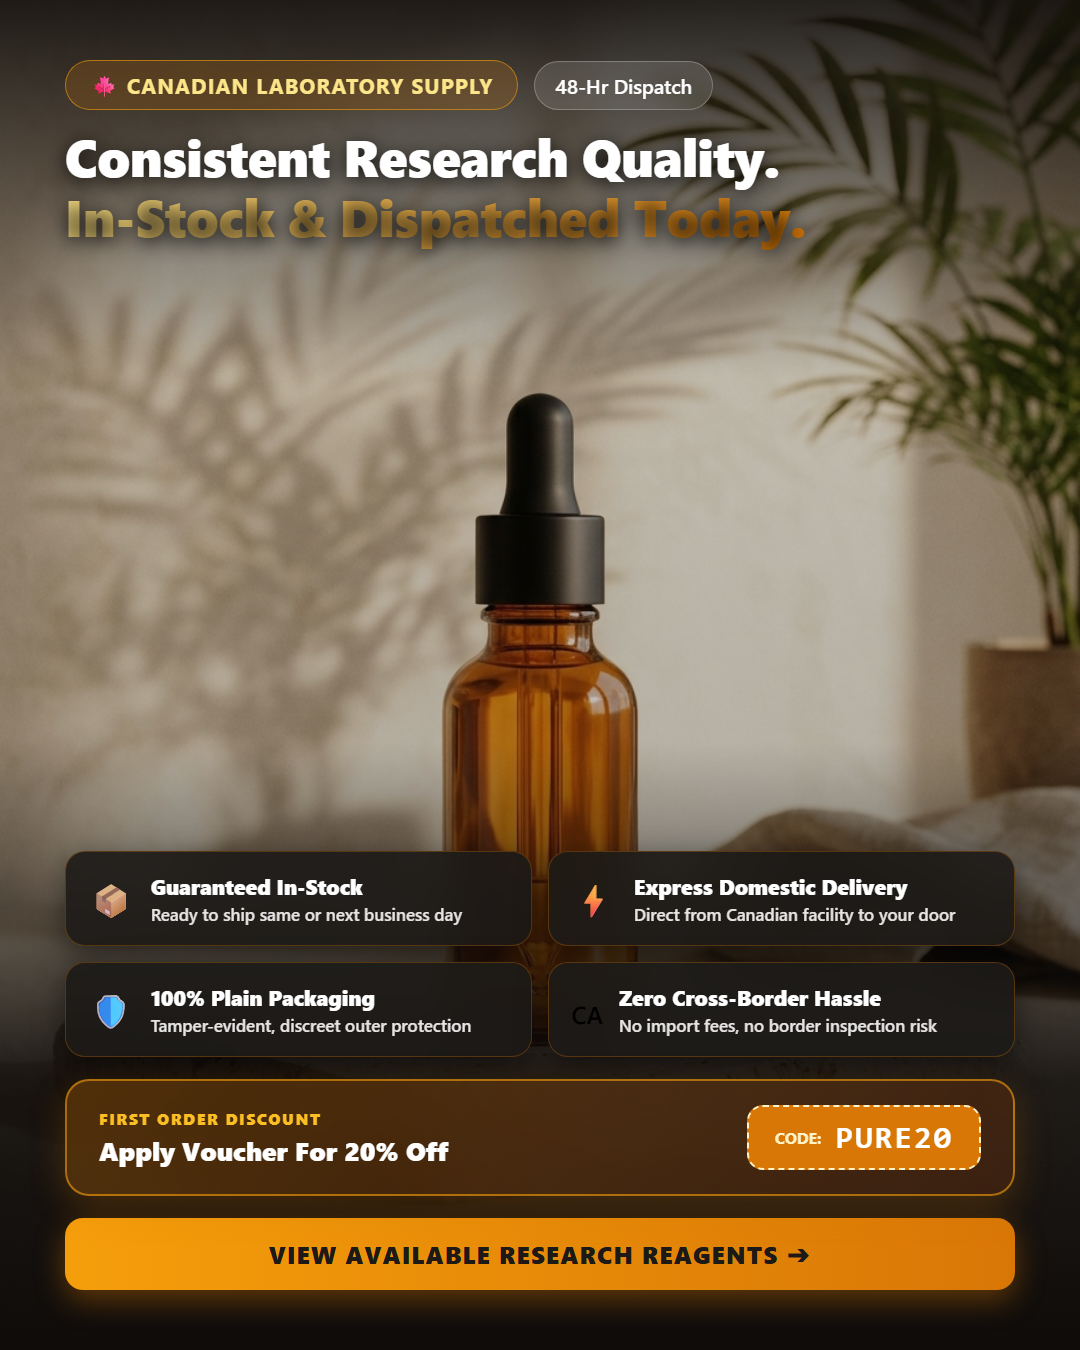 🍁 CANADIAN LABORATORY SUPPLY
48-Hr Dispatch
Consistent Research Quality.
In-Stock & Dispatched Today.
Guaranteed In-Stock
Ready to ship same or next business day
Express Domestic Delivery
Direct from Canadian facility to your door
100% Plain Packaging
Tamper-evident, discreet outer protection
CA
Zero Cross-Border Hassle
No import fees, no border inspection risk
FIRST ORDER DISCOUNT
Apply Voucher For 20% Off
CODE: PURE20
VIEW AVAILABLE RESEARCH REAGENTS ➔